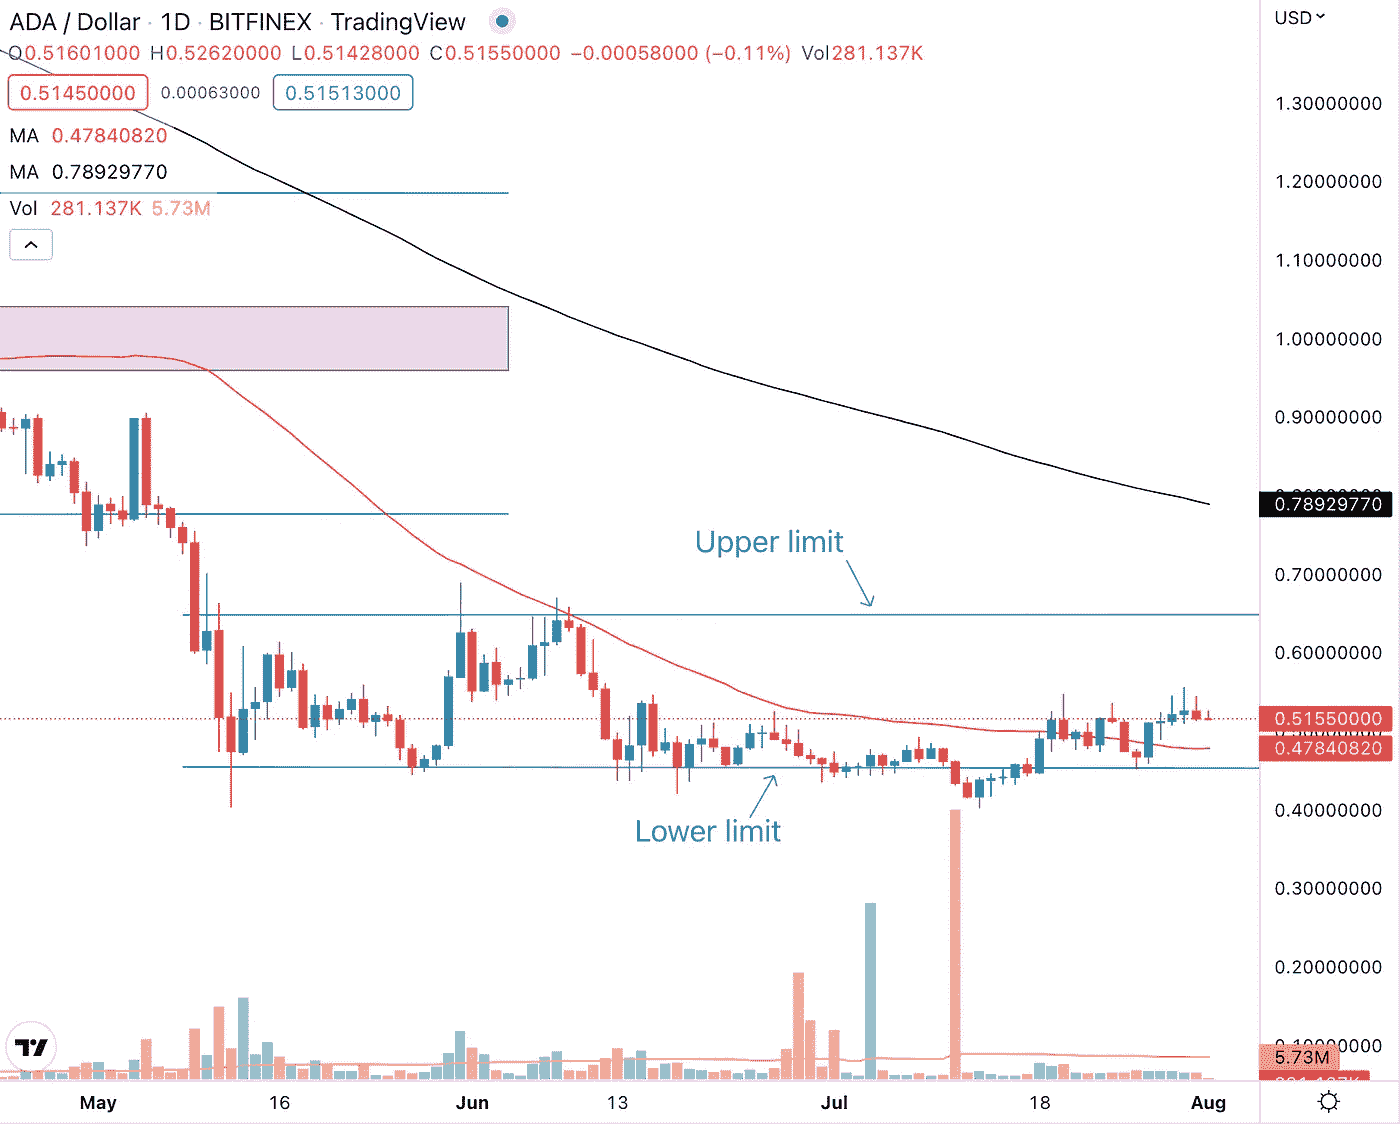 ADA / Dollar · 1D · BITFINEX · TradingView
O0.51601000 H0.52620000 L0.51428000 C0.51550000 −0.00058000 (−0.11%) Vol281.137K
0.51450000 0.00063000 0.51513000
MA 0.47840820
MA 0.78929770
Vol 281.137K 5.73M
USD
1.30000000
1.20000000
1.10000000
1.00000000
0.90000000
0.78929770
0.70000000
0.60000000
0.51550000
0.47840820
0.40000000
0.30000000
0.20000000
0.10000000
5.73M
Upper limit
Lower limit
May 16 Jun 13 Jul 18 Aug